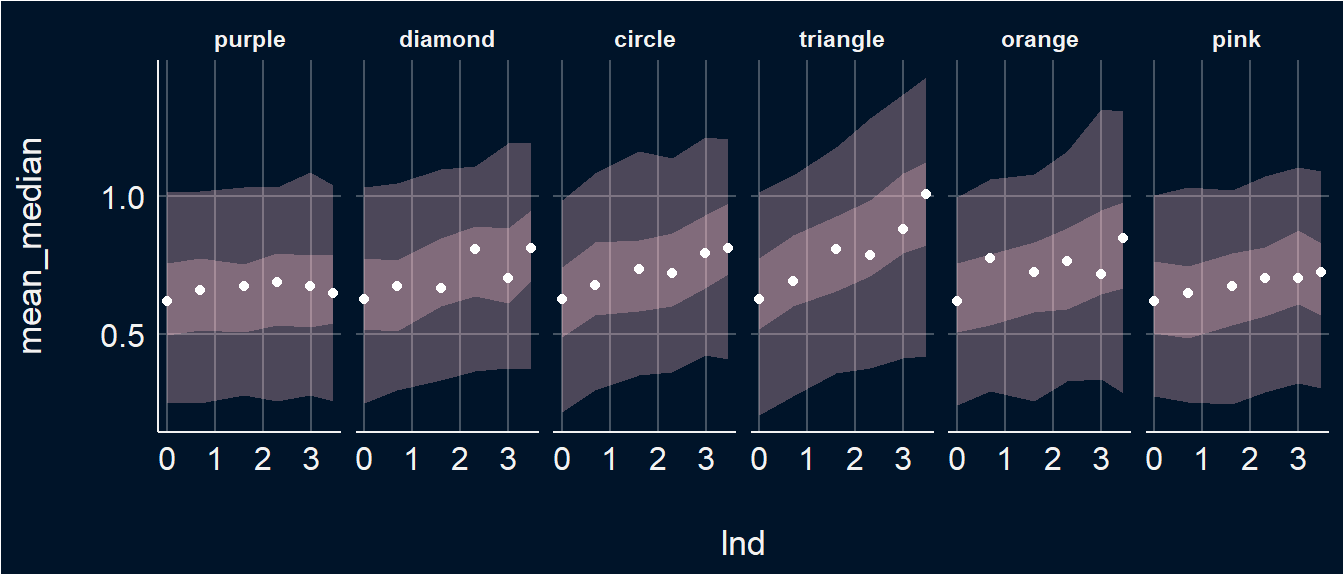 purple diamond circle triangle orange pink
mean_median
1.0
0.5
0 1 2 3 0 1 2 3 0 1 2 3 0 1 2 3 0 1 2 3 0 1 2 3
lnd